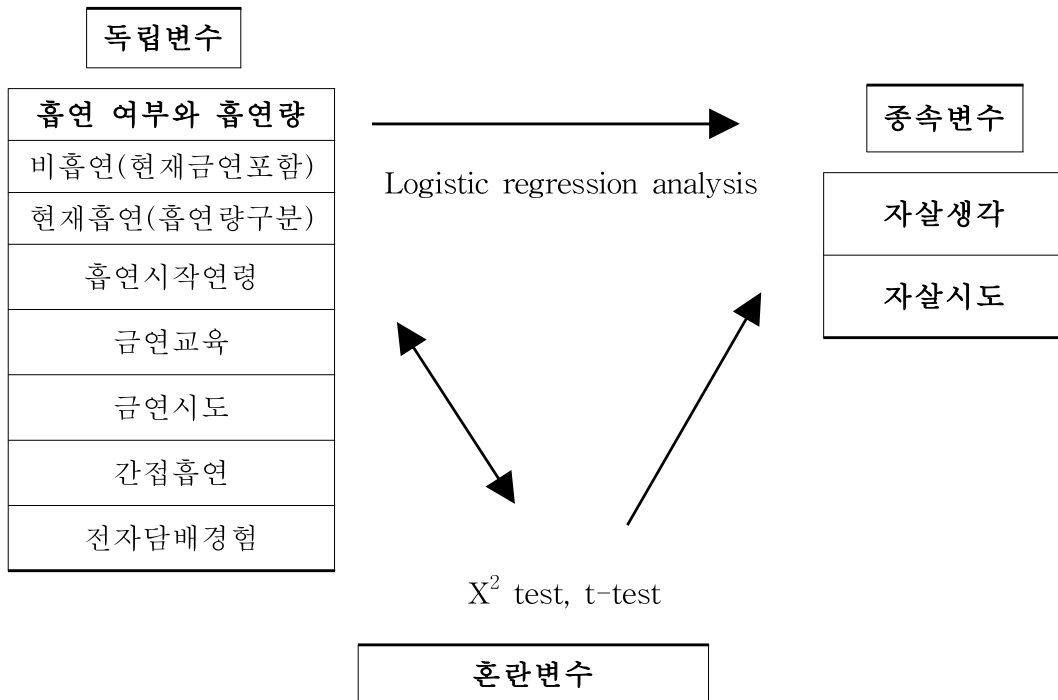 독립변수
흡연 여부와 흡연량
비흡연(현재금연포함)
현재흡연(흡연량구분)
흡연시작연령
금연교육
금연시도
간접흡연
전자담배경험
Logistic regression analysis
종속변수
자살생각
자살시도
X² test, t-test
혼란변수